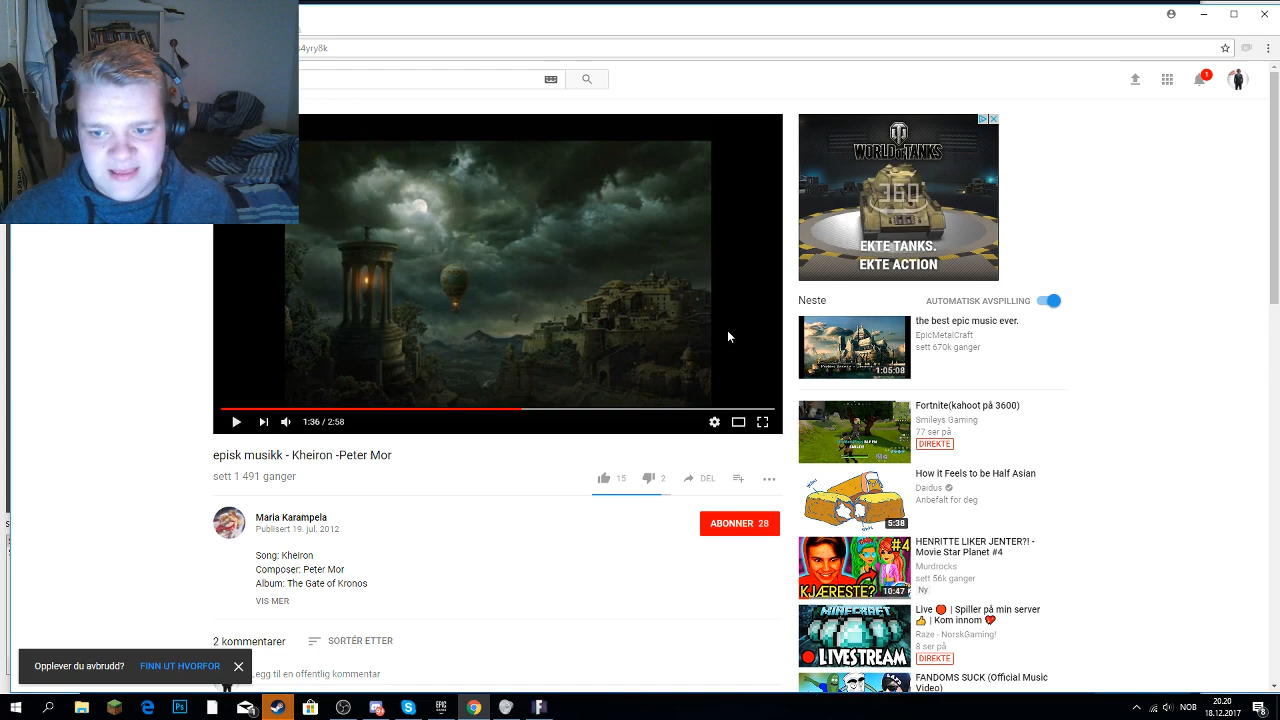 s4yry8k
1
WORLD OF TANKS
360
EKTE TANKS.
EKTE ACTION
Neste
AUTOMATISK AVSPILLING
the best epic music ever.
EpicMetalCraft
sett 670k ganger
1:05:08
Fortnite(kahoot på 3600)
Smileys Gaming
77 ser på
DIREKTE
How it Feels to be Half Asian
Daidus
Anbefalt for deg
5:38
HENRITTE LIKER JENTER?! -
Movie Star Planet #4
Murdrocks
sett 56k ganger
Ny
#4
KJÆRESTE?
10:47
Live 🔴 | Spiller på min server
👍 | Kom innom ❤️
Raze - NorskGaming!
8 ser på
DIREKTE
MINECRAFT
LIVESTREAM
FANDOMS SUCK (Official Music
Video)
1:36 / 2:58
episk musikk - Kheiron -Peter Mor
sett 1 491 ganger
15
2
DEL
Maria Karampela
Publisert 19. jul. 2012
ABONNER 28
Song: Kheiron
Composer: Peter Mor
Album: The Gate of Kronos
VIS MER
2 kommentarer
SORTÉR ETTER
Legg til en offentlig kommentar
Opplever du avbrudd?
FINN UT HVORFOR
Ps
EPIC
GAMES
NOB
20.20
18.12.2017
8